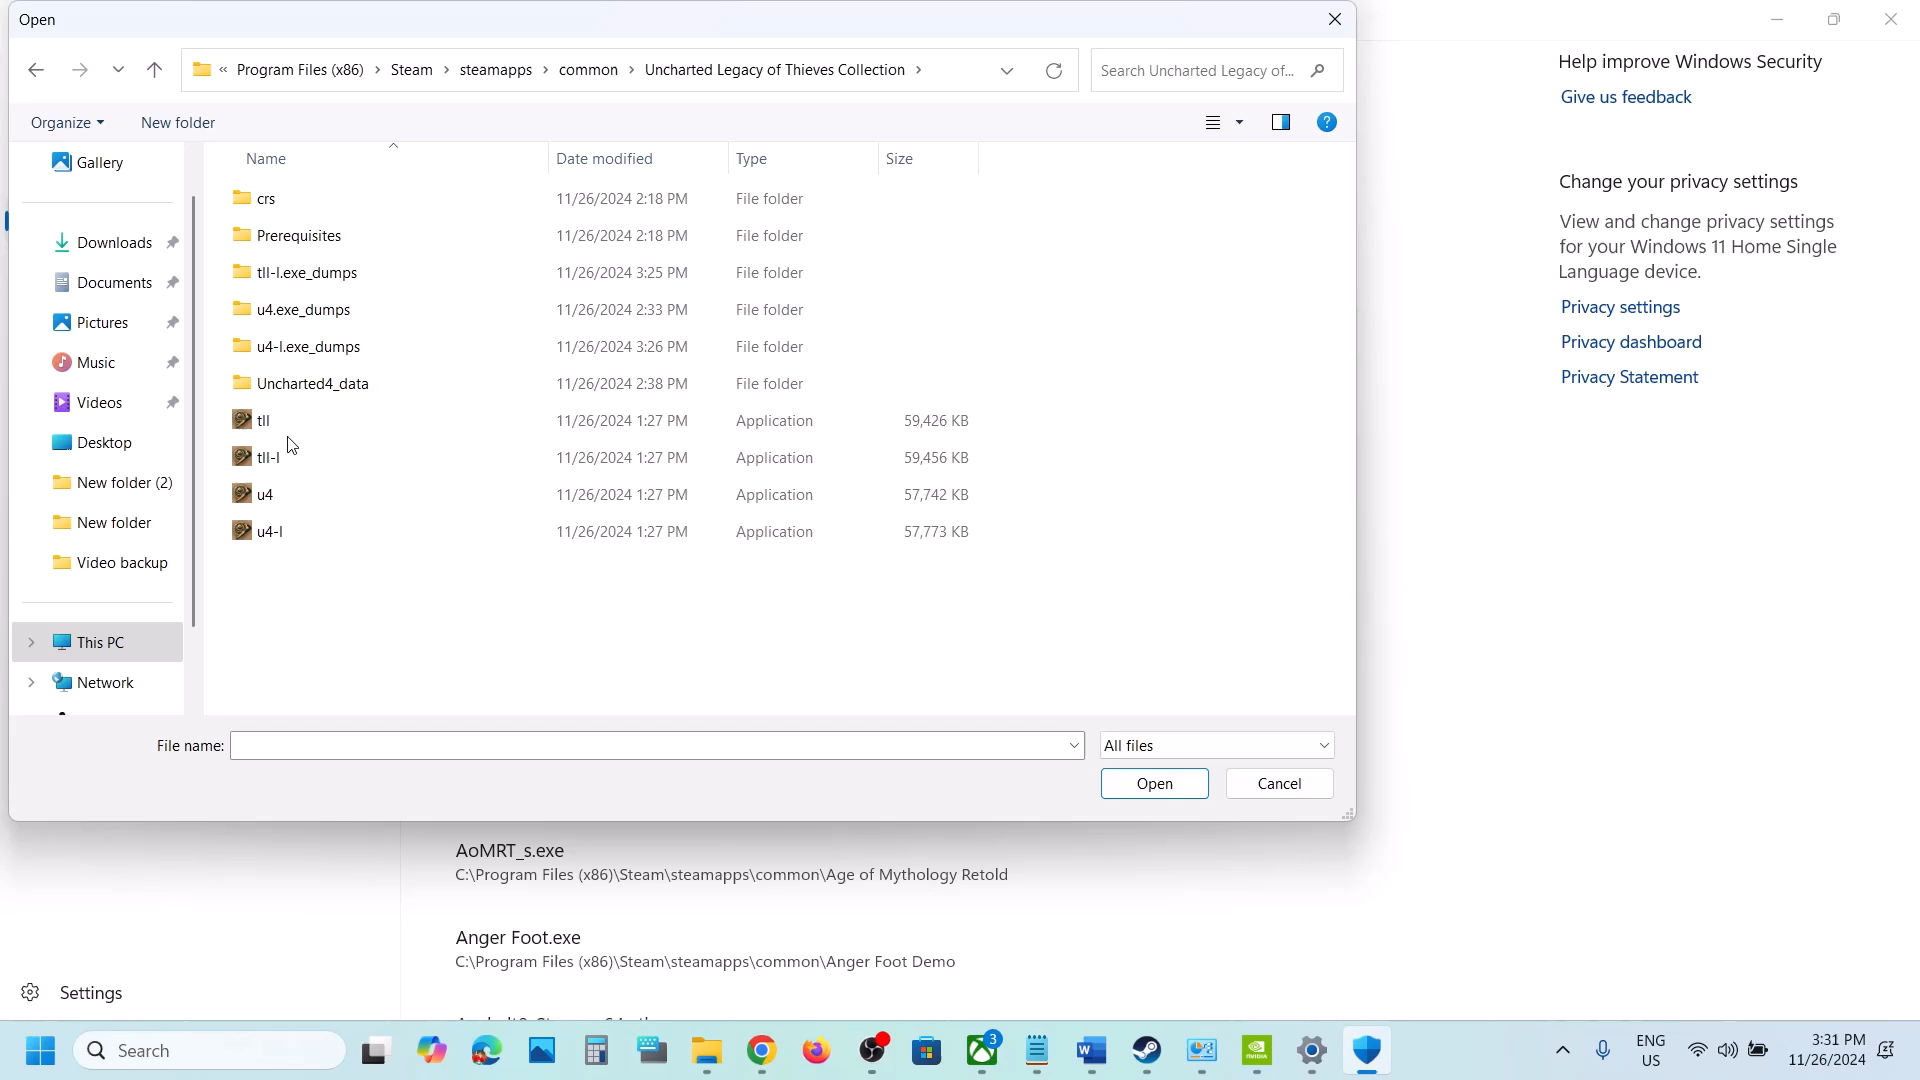 Open
« Program Files (x86) > Steam > steamapps > common > Uncharted Legacy of Thieves Collection >
Search Uncharted Legacy of...
Organize
New folder
Gallery
Downloads
Documents
Pictures
Music
Videos
Desktop
New folder (2)
New folder
Video backup
This PC
Network
Name Date modified Type Size
crs 11/26/2024 2:18 PM File folder
Prerequisites 11/26/2024 2:18 PM File folder
tll-l.exe_dumps 11/26/2024 3:25 PM File folder
u4.exe_dumps 11/26/2024 2:33 PM File folder
u4-l.exe_dumps 11/26/2024 3:26 PM File folder
Uncharted4_data 11/26/2024 2:38 PM File folder
tll 11/26/2024 1:27 PM Application 59,426 KB
tll-l 11/26/2024 1:27 PM Application 59,456 KB
u4 11/26/2024 1:27 PM Application 57,742 KB
u4-l 11/26/2024 1:27 PM Application 57,773 KB
File name:
All files
Open
Cancel
Help improve Windows Security
Give us feedback
Change your privacy settings
View and change privacy settings
for your Windows 11 Home Single
Language device.
Privacy settings
Privacy dashboard
Privacy Statement
AoMRT_s.exe
C:\Program Files (x86)\Steam\steamapps\common\Age of Mythology Retold
Anger Foot.exe
C:\Program Files (x86)\Steam\steamapps\common\Anger Foot Demo
Settings
Search
3
ENG
US
3:31 PM
11/26/2024